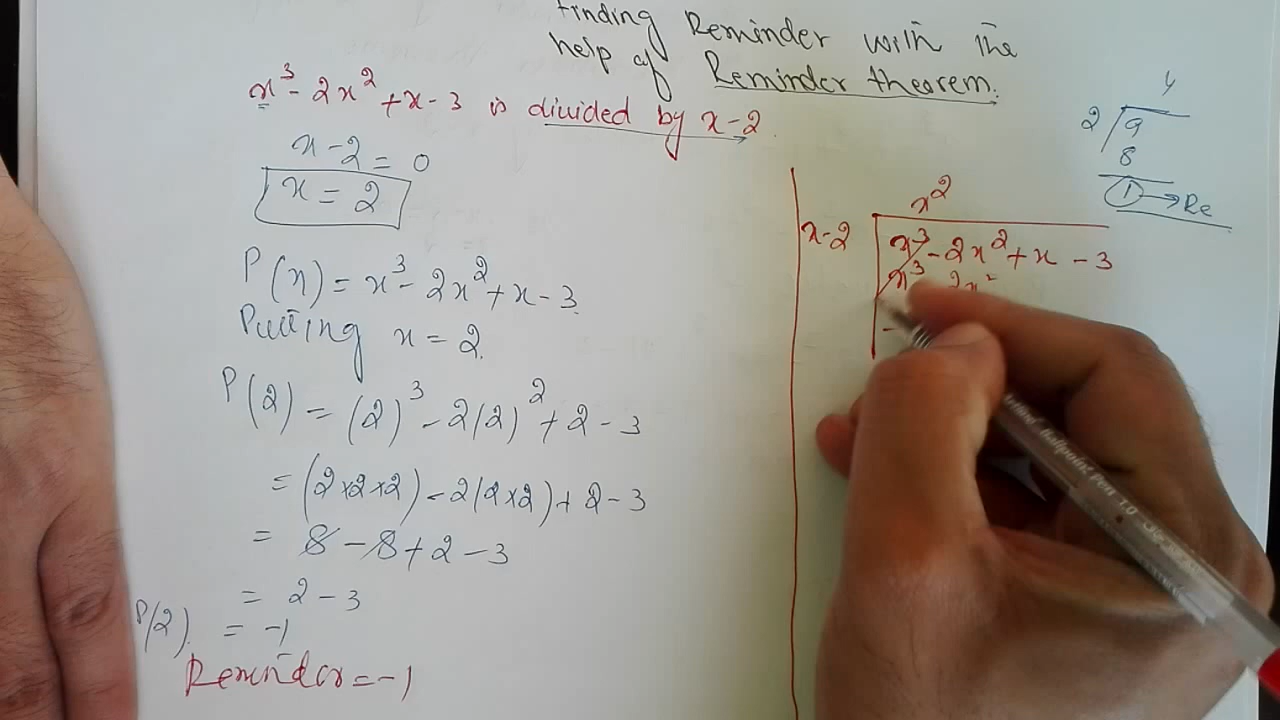 Finding Reminder with the
help of Reminder theorem.
x³ - 2x² + x - 3 is divided by x-2.
x-2 = 0
x = 2
P(x) = x³ - 2x² + x - 3.
Putting x = 2.
P(2) = (2)³ - 2(2)² + 2 - 3
= (2×2×2) - 2(2×2) + 2 - 3
= 8 - 8 + 2 - 3
= 2 - 3
P(2). = -1
Reminder = -1
4
2 9
8
1 → Re
x²
x-2 x³ - 2x² + x - 3
x³ 2x²
-